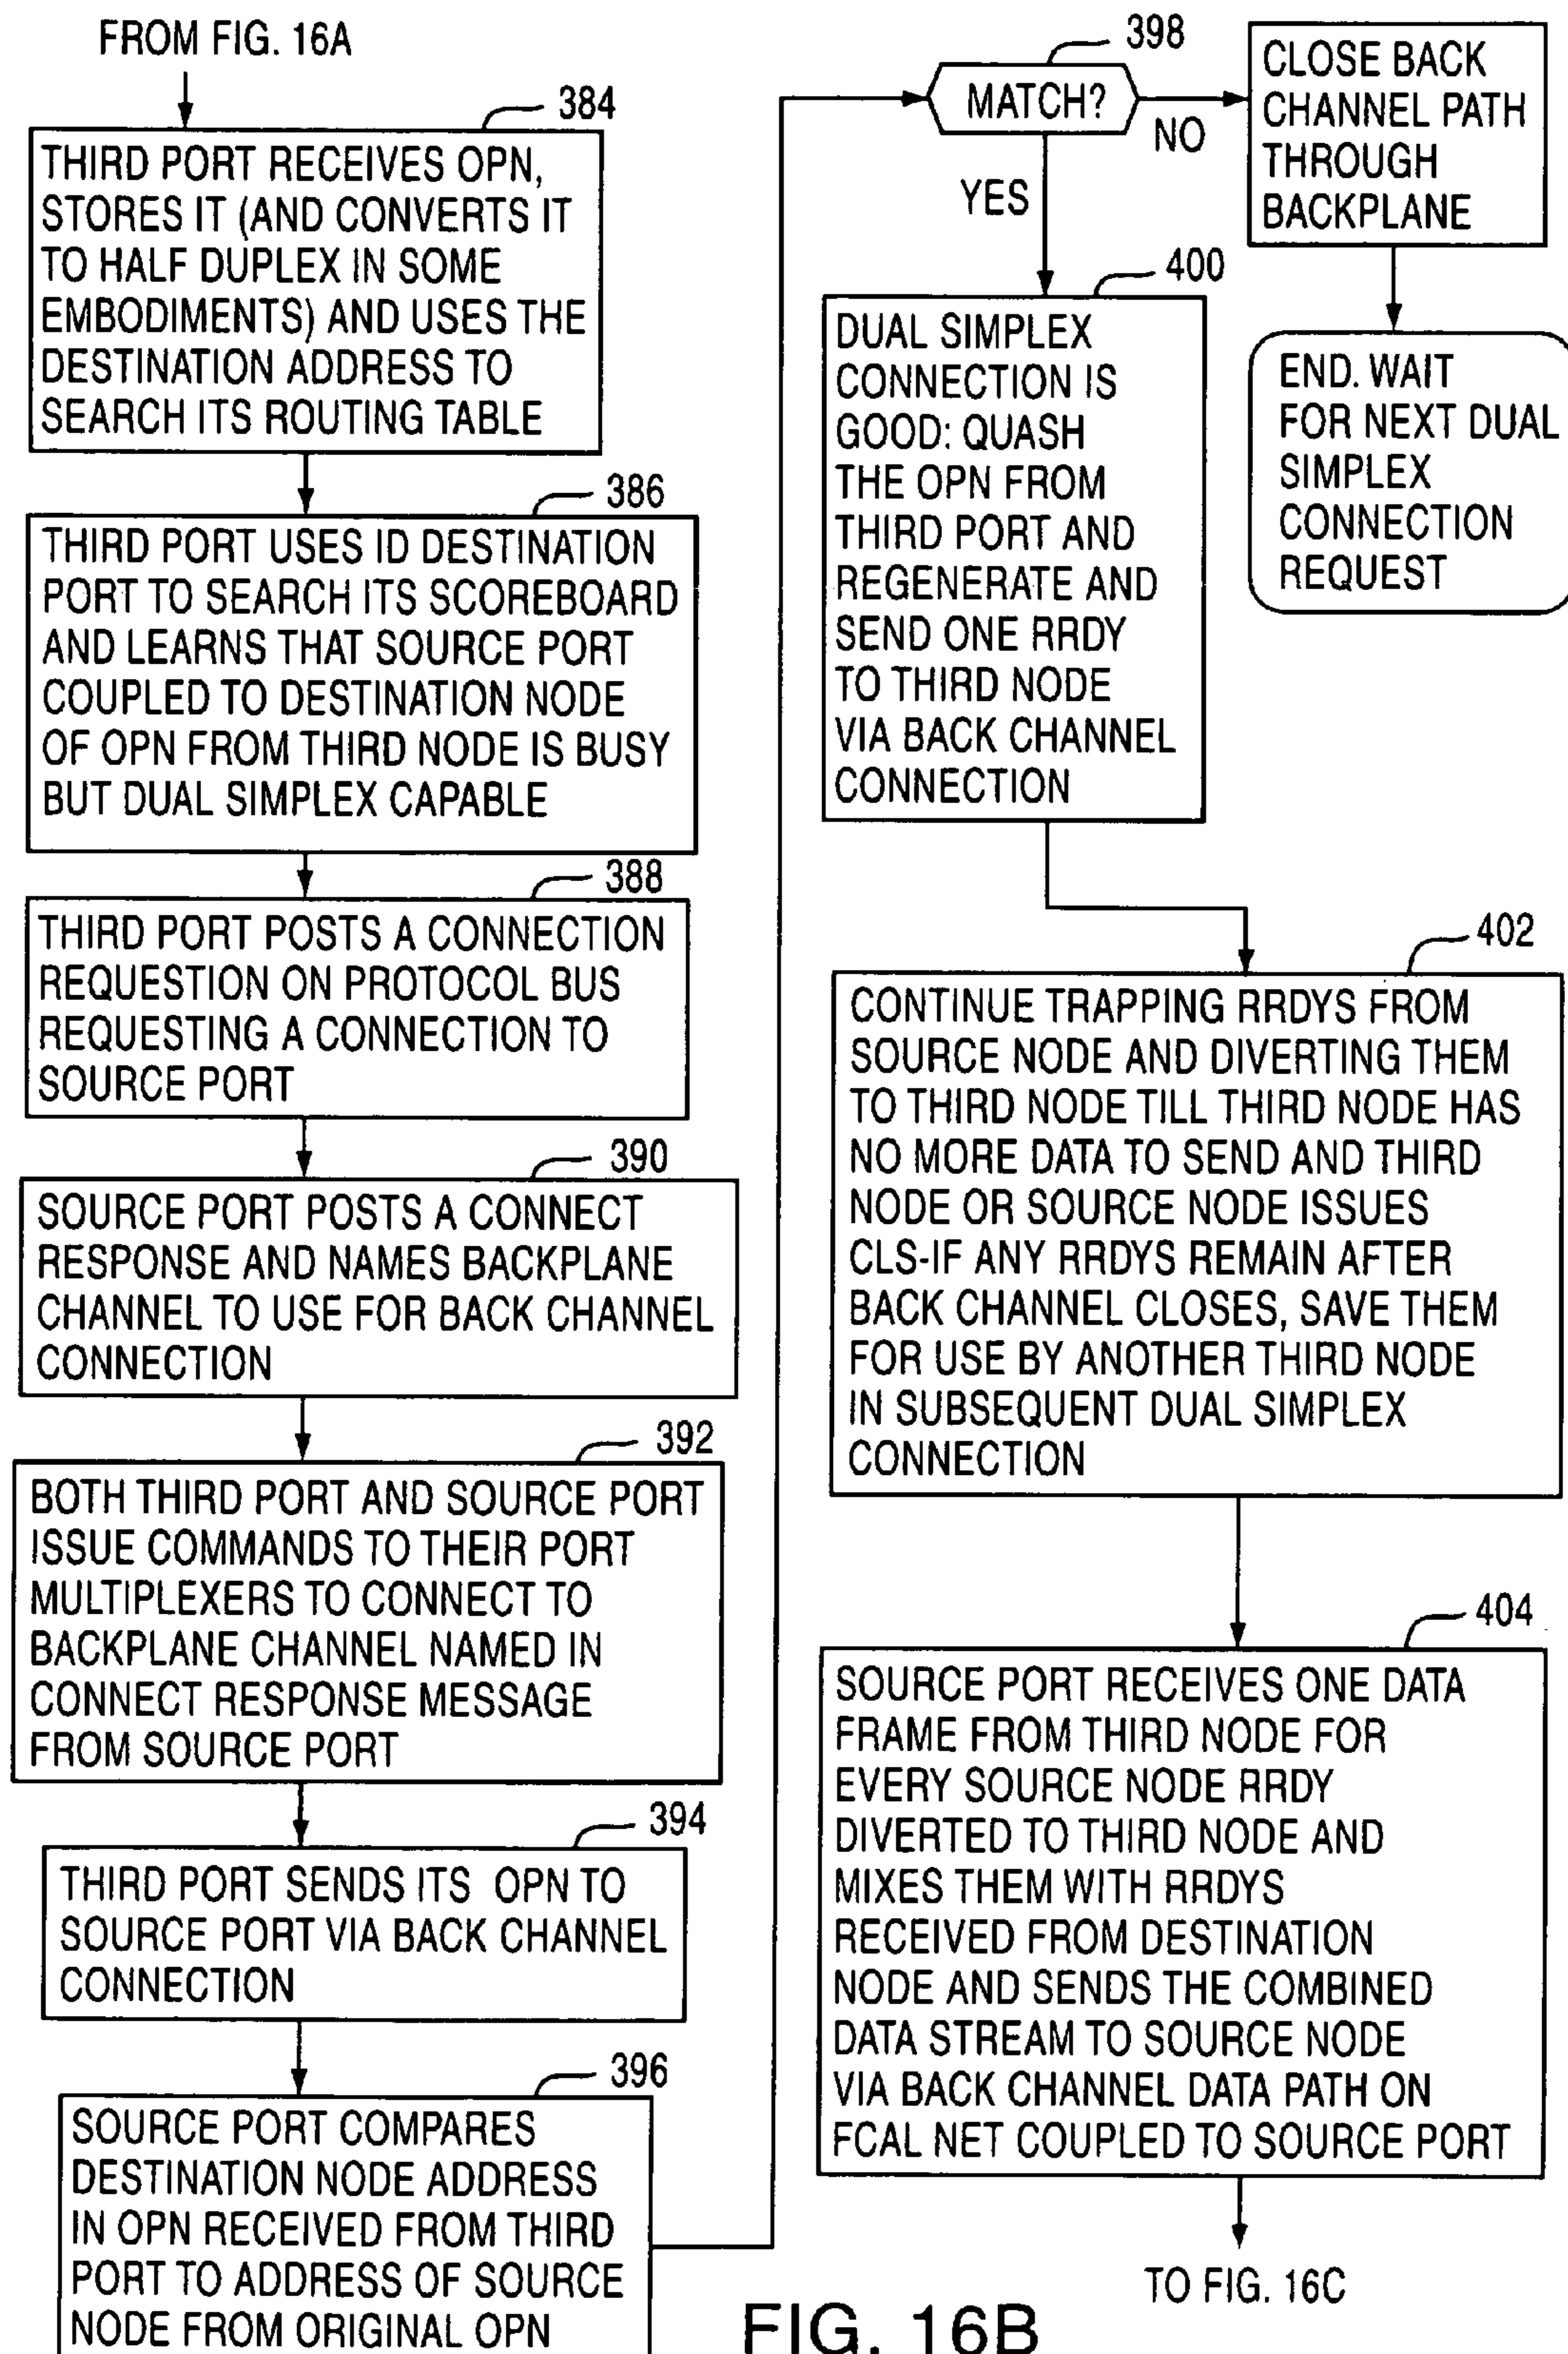 FROM FIG. 16A
384
THIRD PORT RECEIVES OPN,
STORES IT (AND CONVERTS IT
TO HALF DUPLEX IN SOME
EMBODIMENTS) AND USES THE
DESTINATION ADDRESS TO
SEARCH ITS ROUTING TABLE
386
THIRD PORT USES ID DESTINATION
PORT TO SEARCH ITS SCOREBOARD
AND LEARNS THAT SOURCE PORT
COUPLED TO DESTINATION NODE
OF OPN FROM THIRD NODE IS BUSY
BUT DUAL SIMPLEX CAPABLE
388
THIRD PORT POSTS A CONNECTION
REQUESTION ON PROTOCOL BUS
REQUESTING A CONNECTION TO
SOURCE PORT
390
SOURCE PORT POSTS A CONNECT
RESPONSE AND NAMES BACKPLANE
CHANNEL TO USE FOR BACK CHANNEL
CONNECTION
392
BOTH THIRD PORT AND SOURCE PORT
ISSUE COMMANDS TO THEIR PORT
MULTIPLEXERS TO CONNECT TO
BACKPLANE CHANNEL NAMED IN
CONNECT RESPONSE MESSAGE
FROM SOURCE PORT
394
THIRD PORT SENDS ITS OPN TO
SOURCE PORT VIA BACK CHANNEL
CONNECTION
396
SOURCE PORT COMPARES
DESTINATION NODE ADDRESS
IN OPN RECEIVED FROM THIRD
PORT TO ADDRESS OF SOURCE
NODE FROM ORIGINAL OPN
398
MATCH?
NO
YES
CLOSE BACK
CHANNEL PATH
THROUGH
BACKPLANE
END. WAIT
FOR NEXT DUAL
SIMPLEX
CONNECTION
REQUEST
400
DUAL SIMPLEX
CONNECTION IS
GOOD: QUASH
THE OPN FROM
THIRD PORT AND
REGENERATE AND
SEND ONE RRDY
TO THIRD NODE
VIA BACK CHANNEL
CONNECTION
402
CONTINUE TRAPPING RRDYS FROM
SOURCE NODE AND DIVERTING THEM
TO THIRD NODE TILL THIRD NODE HAS
NO MORE DATA TO SEND AND THIRD
NODE OR SOURCE NODE ISSUES
CLS-IF ANY RRDYS REMAIN AFTER
BACK CHANNEL CLOSES, SAVE THEM
FOR USE BY ANOTHER THIRD NODE
IN SUBSEQUENT DUAL SIMPLEX
CONNECTION
404
SOURCE PORT RECEIVES ONE DATA
FRAME FROM THIRD NODE FOR
EVERY SOURCE NODE RRDY
DIVERTED TO THIRD NODE AND
MIXES THEM WITH RRDYS
RECEIVED FROM DESTINATION
NODE AND SENDS THE COMBINED
DATA STREAM TO SOURCE NODE
VIA BACK CHANNEL DATA PATH ON
FCAL NET COUPLED TO SOURCE PORT
TO FIG. 16C
FIG. 16B